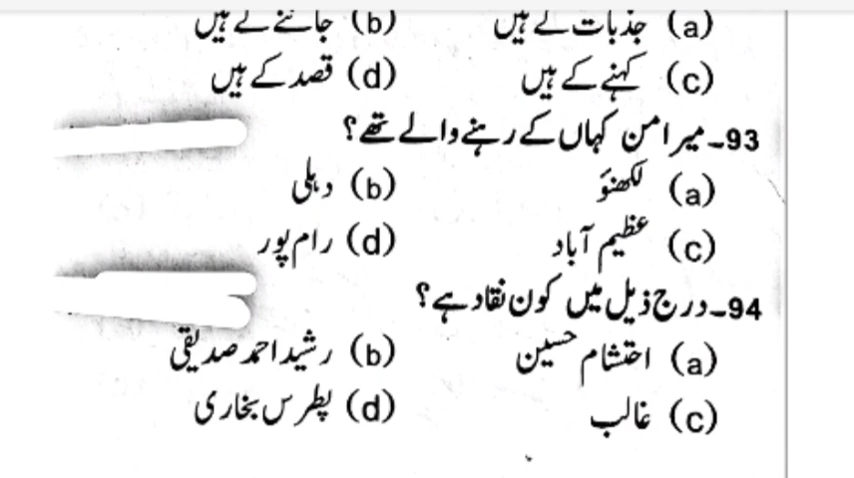 (a) جذبات کے ہیں (b) جاننے کے ہیں
(c) کہنے کے ہیں (d) قصد کے ہیں
93۔ میر امن کہاں کے رہنے والے تھے؟
(a) لکھنؤ (b) دہلی
(c) عظیم آباد (d) رام پور
94۔ درج ذیل میں کون نقاد ہے؟
(a) احتشام حسین (b) رشید احمد صدیقی
(c) غالب (d) پطرس بخاری